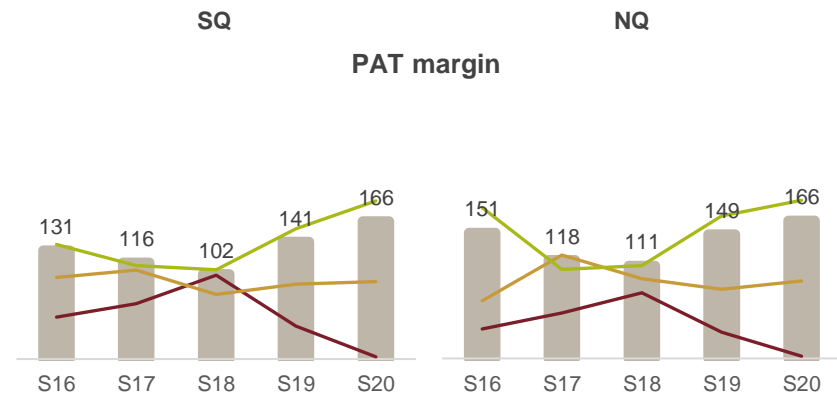 SQ NQ
PAT margin
131 116 102 141 166
151 118 111 149 166
S16 S17 S18 S19 S20
S16 S17 S18 S19 S20